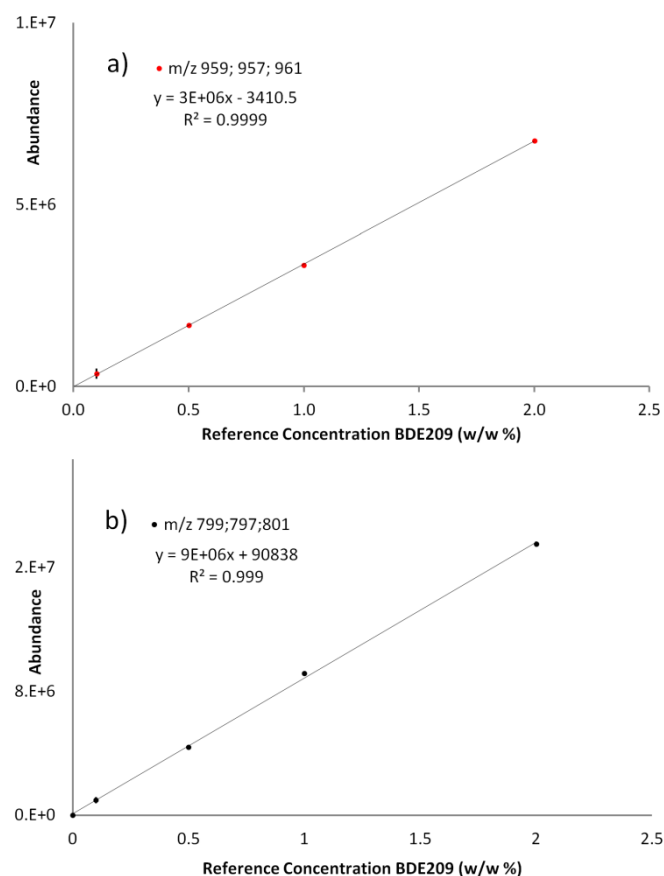 1.E+7
a)
m/z 959; 957; 961
y = 3E+06x - 3410.5
R² = 0.9999
Abundance
5.E+6
0.E+0
0.0 0.5 1.0 1.5 2.0 2.5
Reference Concentration BDE209 (w/w %)
b)
m/z 799;797;801
y = 9E+06x + 90838
R² = 0.999
2.E+7
Abundance
8.E+6
0.E+0
0 0.5 1 1.5 2 2.5
Reference Concentration BDE209 (w/w %)